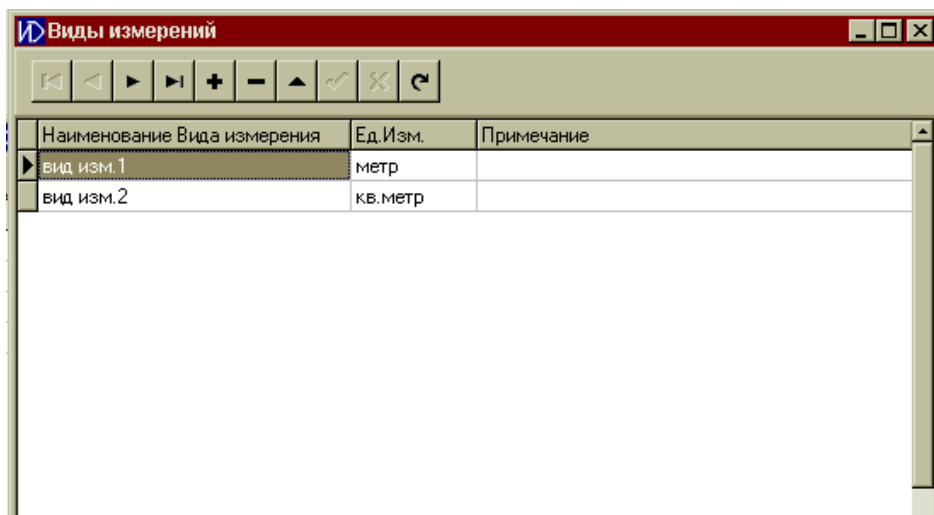 Виды измерений
Наименование Вида измерения Ед.Изм. Примечание
вид изм.1 метр
вид изм.2 кв.метр